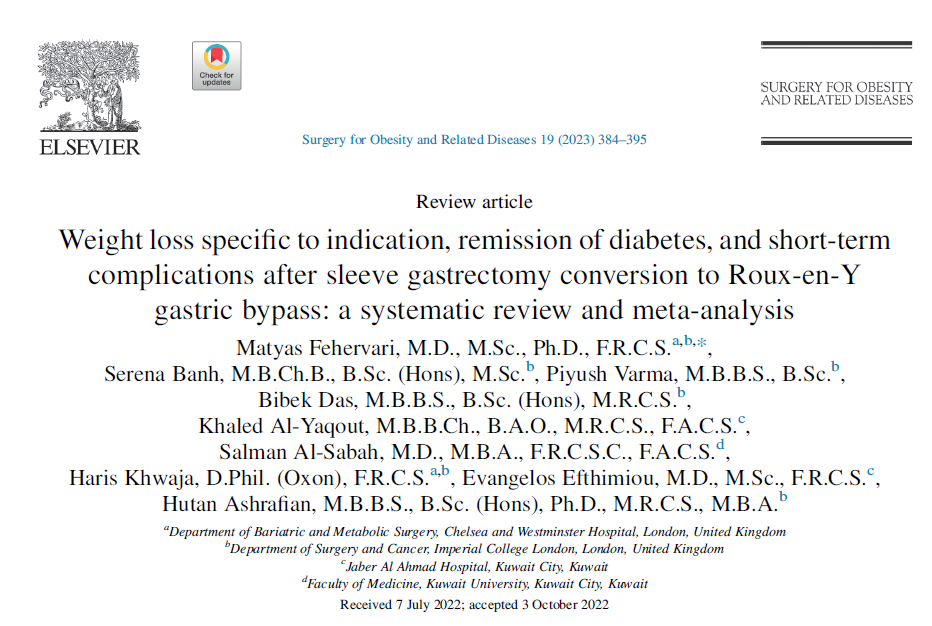 ELSEVIER
Check for
updates
Surgery for Obesity and Related Diseases 19 (2023) 384–395
SURGERY FOR OBESITY
AND RELATED DISEASES
Review article
Weight loss specific to indication, remission of diabetes, and short-term
complications after sleeve gastrectomy conversion to Roux-en-Y
gastric bypass: a systematic review and meta-analysis
Matyas Fehervari, M.D., M.Sc., Ph.D., F.R.C.S.a,b,*,
Serena Banh, M.B.Ch.B., B.Sc. (Hons), M.Sc.b, Piyush Varma, M.B.B.S., B.Sc.b,
Bibek Das, M.B.B.S., B.Sc. (Hons), M.R.C.S.b,
Khaled Al-Yaqout, M.B.B.Ch., B.A.O., M.R.C.S., F.A.C.S.c,
Salman Al-Sabah, M.D., M.B.A., F.R.C.S.C., F.A.C.S.d,
Haris Khwaja, D.Phil. (Oxon), F.R.C.S.a,b, Evangelos Efthimiou, M.D., M.Sc., F.R.C.S.c,
Hutan Ashrafian, M.B.B.S., B.Sc. (Hons), Ph.D., M.R.C.S., M.B.A.b
aDepartment of Bariatric and Metabolic Surgery, Chelsea and Westminster Hospital, London, United Kingdom
bDepartment of Surgery and Cancer, Imperial College London, London, United Kingdom
cJaber Al Ahmad Hospital, Kuwait City, Kuwait
dFaculty of Medicine, Kuwait University, Kuwait City, Kuwait
Received 7 July 2022; accepted 3 October 2022